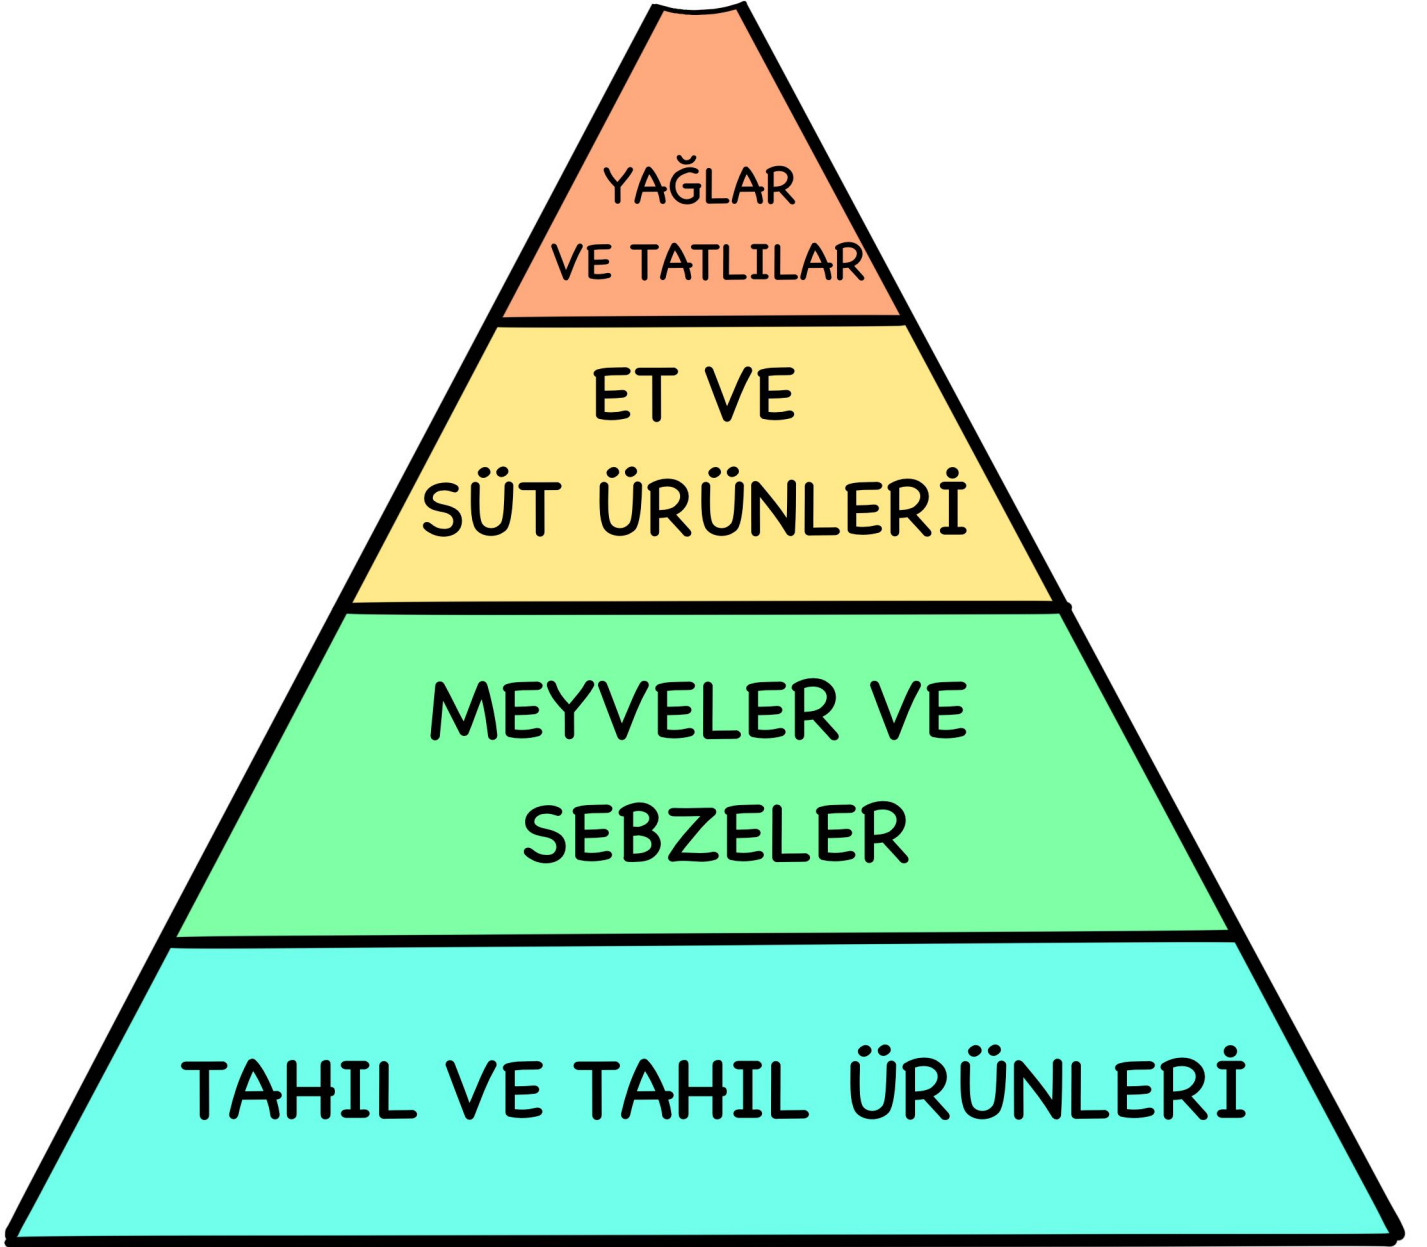 YAĞLAR
VE TATLILAR
ET VE
SÜT ÜRÜNLERİ
MEYVELER VE
SEBZELER
TAHIL VE TAHIL ÜRÜNLERİ